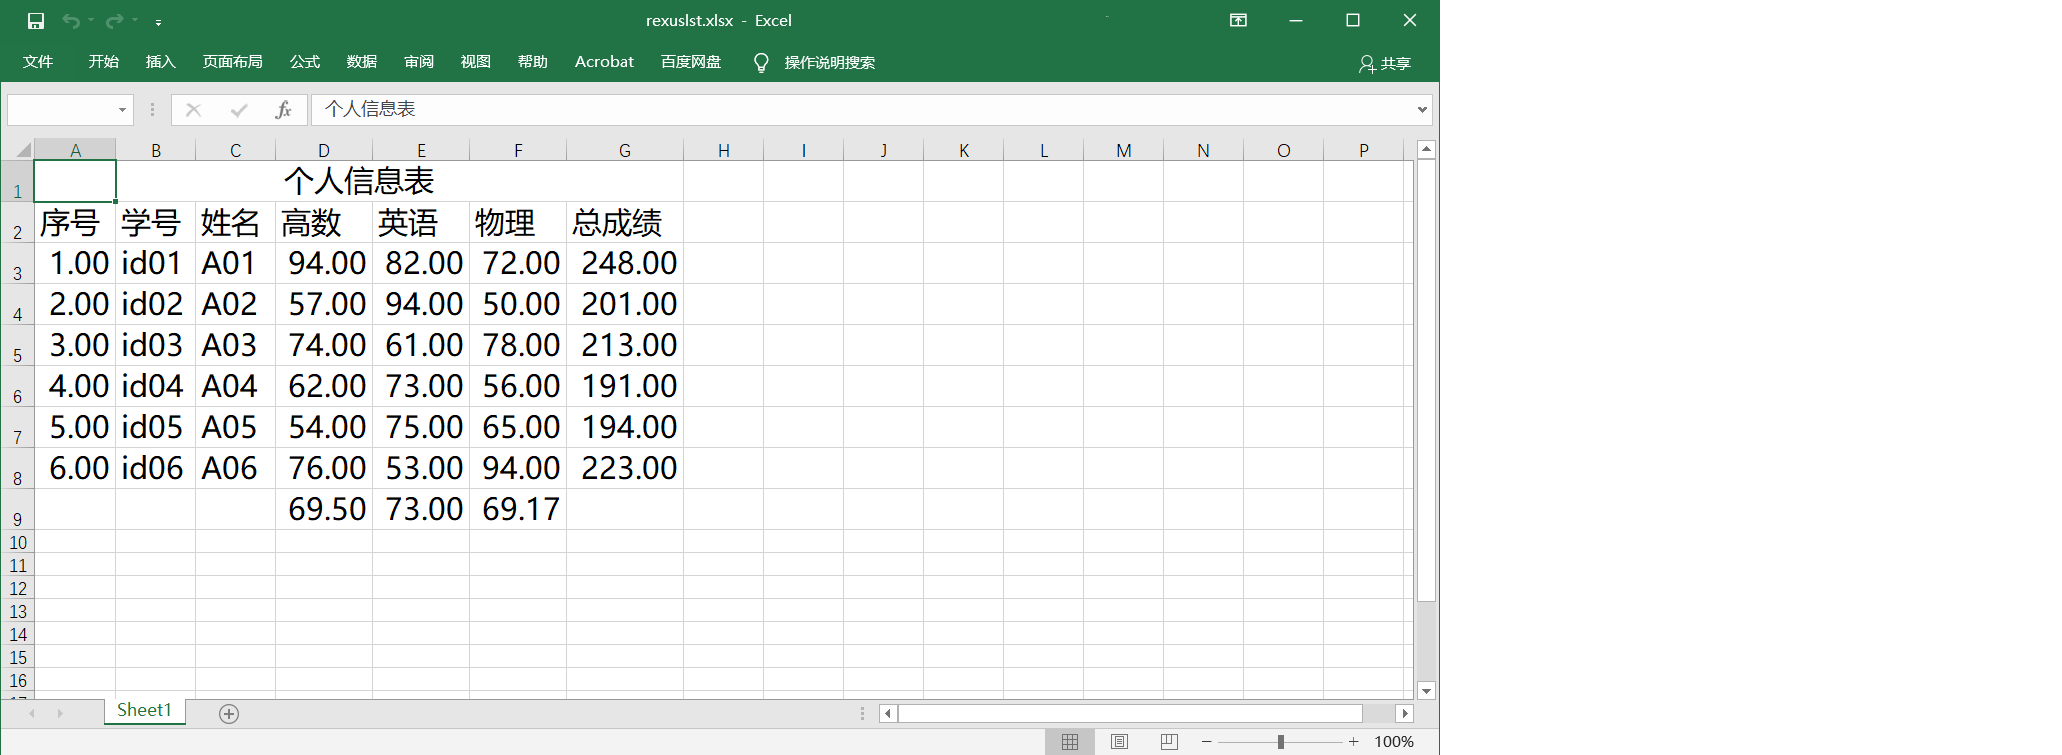 rexuslst.xlsx - Excel
文件 开始 插入 页面布局 公式 数据 审阅 视图 帮助 Acrobat 百度网盘 操作说明搜索 共享
fx 个人信息表
A B C D E F G H I J K L M N O P
1 个人信息表
2 序号 学号 姓名 高数 英语 物理 总成绩
3 1.00 id01 A01 94.00 82.00 72.00 248.00
4 2.00 id02 A02 57.00 94.00 50.00 201.00
5 3.00 id03 A03 74.00 61.00 78.00 213.00
6 4.00 id04 A04 62.00 73.00 56.00 191.00
7 5.00 id05 A05 54.00 75.00 65.00 194.00
8 6.00 id06 A06 76.00 53.00 94.00 223.00
9 69.50 73.00 69.17
10
11
12
13
14
15
16
Sheet1
100%